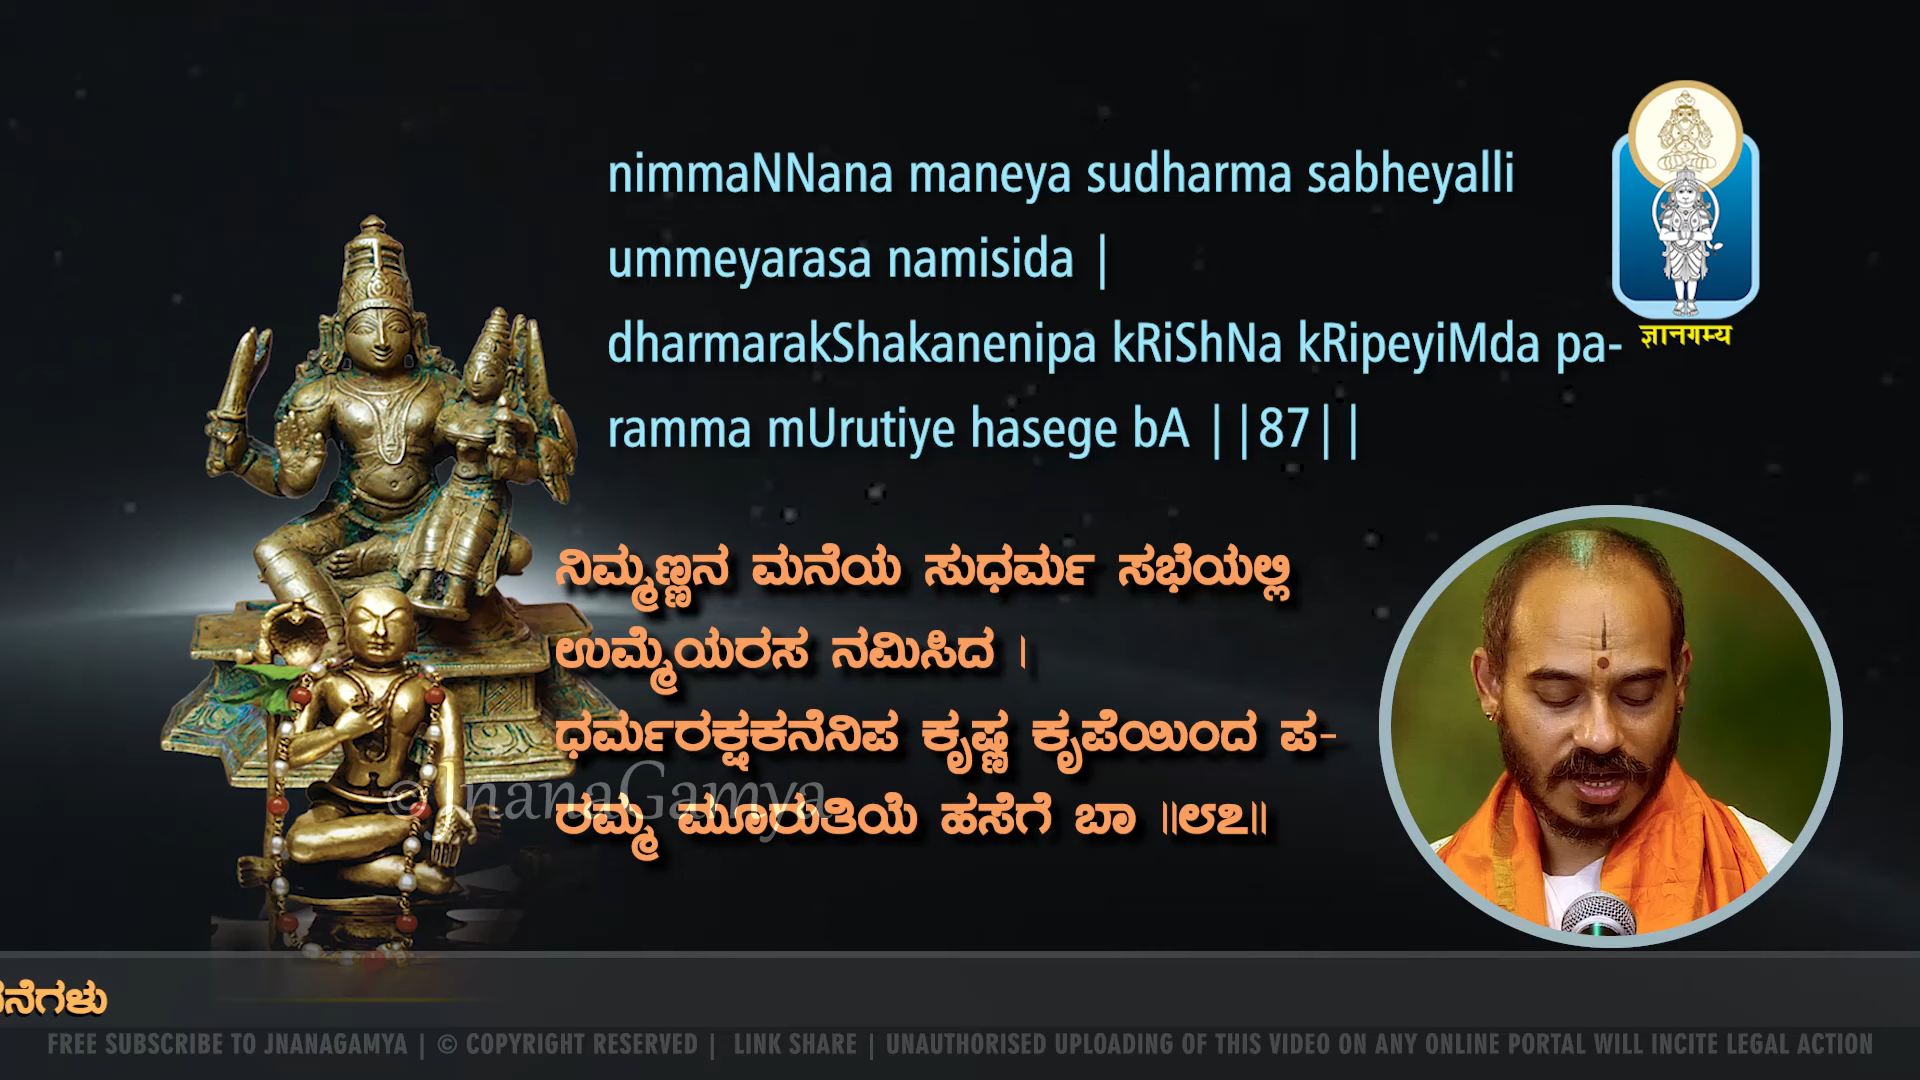 nimmaNNana maneya sudharma sabheyalli
ummeyarasa namisida |
dharmarakShakanenipa kRiShNa kRipeyiMda pa-
ramma mUrutiye hasege bA ||87||
ज्ञानगम्य
ನಿಮ್ಮಣ್ಣನ ಮನೆಯ ಸುಧರ್ಮ ಸಭೆಯಲ್ಲಿ
ಉಮ್ಮೆಯರಸ ನಮಿಸಿದ |
ಧರ್ಮರಕ್ಷಕನೆನಿಪ ಕೃಷ್ಣ ಕೃಪೆಯಿಂದ ಪ-
ರಮ್ಮ ಮೂರುತಿಯೆ ಹಸೆಗೆ ಬಾ ||೮೭||
© JnanaGamya
ನೆಗಳು
FREE SUBSCRIBE TO JNANAGAMYA | © COPYRIGHT RESERVED | LINK SHARE | UNAUTHORISED UPLOADING OF THIS VIDEO ON ANY ONLINE PORTAL WILL INCITE LEGAL ACTION